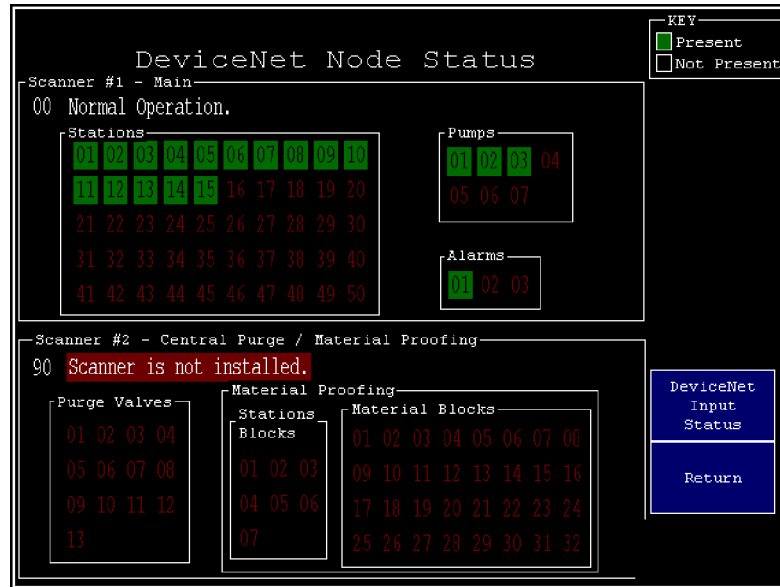 KEY
Present
Not Present
DeviceNet Node Status
Scanner #1 - Main
00 Normal Operation.
Stations
01 02 03 04 05 06 07 08 09 10
11 12 13 14 15 16 17 18 19 20
21 22 23 24 25 26 27 28 29 30
31 32 33 34 35 36 37 38 39 40
41 42 43 44 45 46 47 48 49 50
Pumps
01 02 03 04
05 06 07
Alarms
01 02 03
Scanner #2 - Central Purge / Material Proofing
90 Scanner is not installed.
Purge Valves
01 02 03 04
05 06 07 08
09 10 11 12
13
Material Proofing
Stations
Blocks
01 02 03
04 05 06
07
Material Blocks
01 02 03 04 05 06 07 08
09 10 11 12 13 14 15 16
17 18 19 20 21 22 23 24
25 26 27 28 29 30 31 32
DeviceNet
Input
Status
Return